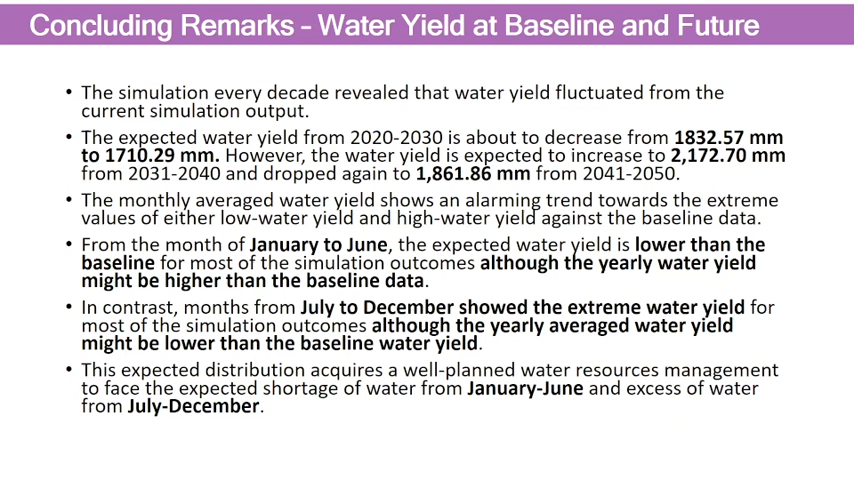 Concluding Remarks – Water Yield at Baseline and Future
• The simulation every decade revealed that water yield fluctuated from the
current simulation output.
• The expected water yield from 2020-2030 is about to decrease from 1832.57 mm
to 1710.29 mm. However, the water yield is expected to increase to 2,172.70 mm
from 2031-2040 and dropped again to 1,861.86 mm from 2041-2050.
• The monthly averaged water yield shows an alarming trend towards the extreme
values of either low-water yield and high-water yield against the baseline data.
• From the month of January to June, the expected water yield is lower than the
baseline for most of the simulation outcomes although the yearly water yield
might be higher than the baseline data.
• In contrast, months from July to December showed the extreme water yield for
most of the simulation outcomes although the yearly averaged water yield
might be lower than the baseline water yield.
• This expected distribution acquires a well-planned water resources management
to face the expected shortage of water from January-June and excess of water
from July-December.